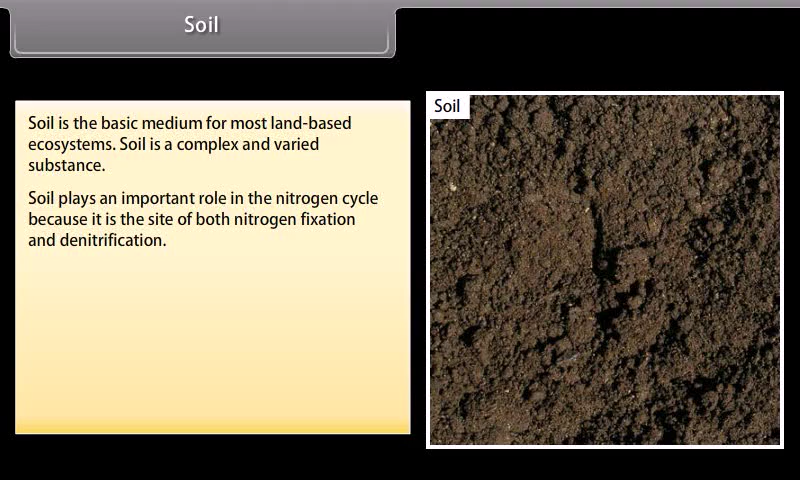 Soil
Soil is the basic medium for most land-based
ecosystems. Soil is a complex and varied
substance.
Soil plays an important role in the nitrogen cycle
because it is the site of both nitrogen fixation
and denitrification.
Soil